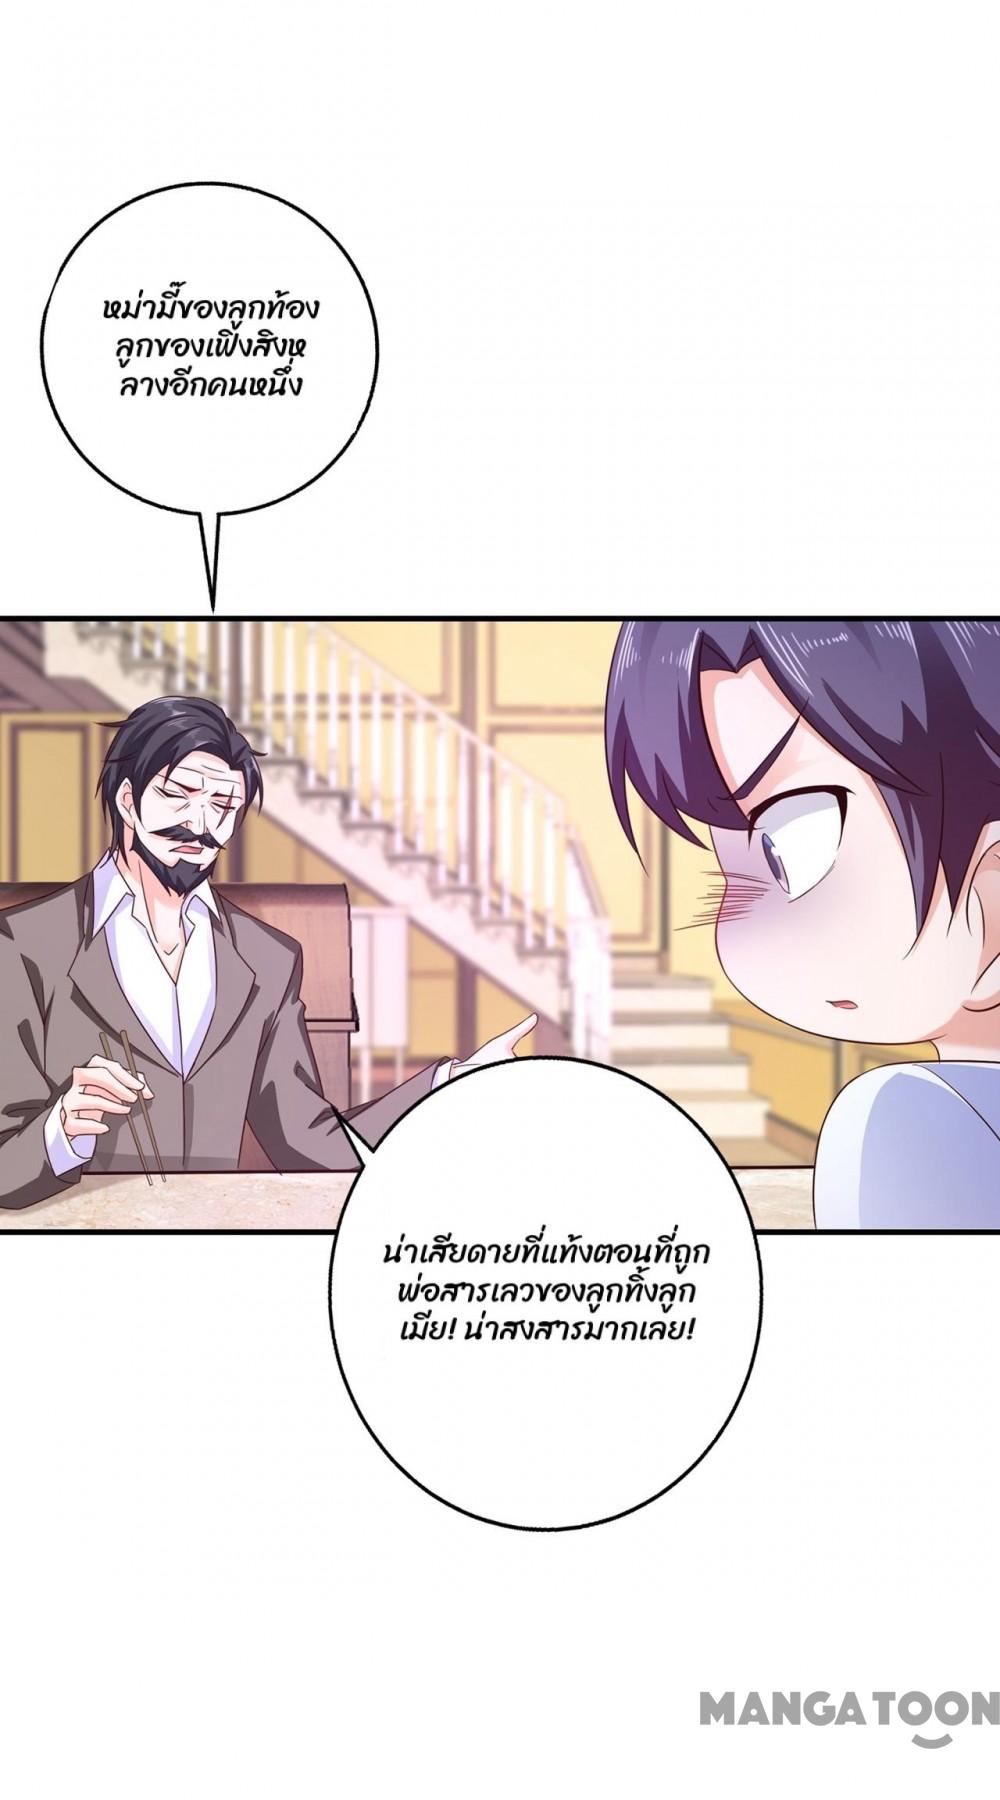 หม่ามี๊ของลูกท้อง
ลูกของเฟิงสิงห
ลางอีกคนหนึ่ง
น่าเสียดายที่แท้งตอนที่ถูก
พ่อสารเลวของลูกทิ้งลูก
เมีย! น่าสงสารมากเลย!
MANGATOON